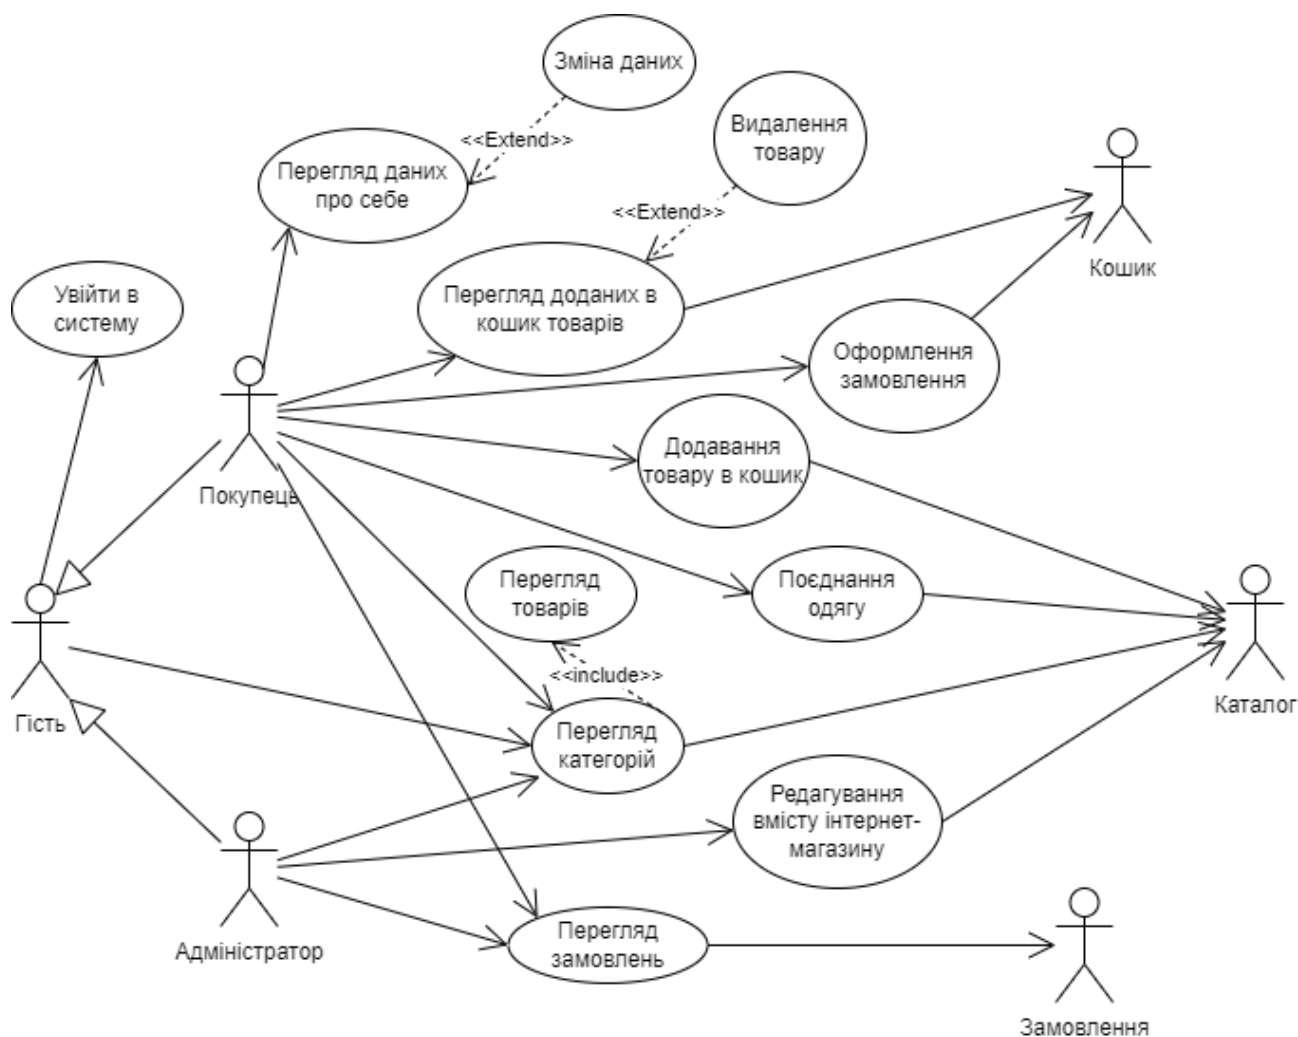 Зміна даних
<<Extend>>
Видалення
товару
Перегляд даних
про себе
<<Extend>>
Кошик
Увійти в
систему
Перегляд доданих в
кошик товарів
Оформлення
замовлення
Додавання
товару в кошик
Покупець
Перегляд
товарів
Поєднання
одягу
<<include>>
Каталог
Гість
Перегляд
категорій
Редагування
вмісту інтернет-
магазину
Адміністратор
Перегляд
замовлень
Замовлення